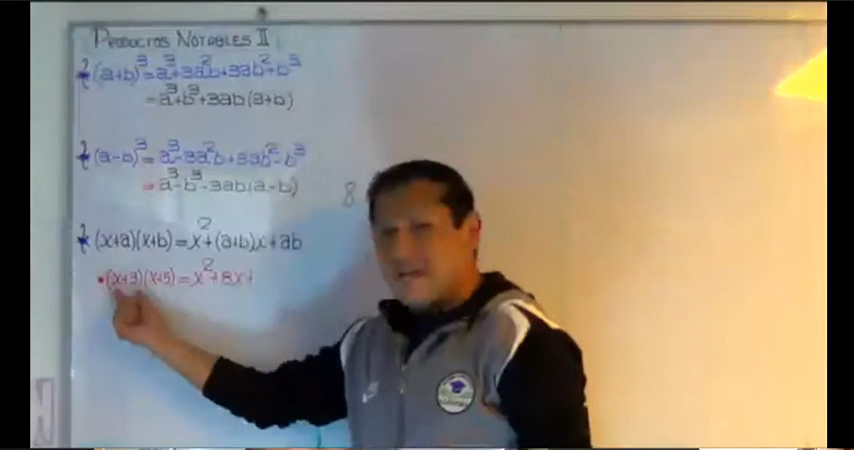 PRODUCTOS NOTABLES II
* (a+b)³ = a³+3a²b+3ab²+b³
= a³+b³+3ab(a+b)
* (a-b)³ = a³-3a²b+3ab²-b³
= a³-b³-3ab(a-b)
8
* (x+a)(x+b) = x²+(a+b)x+ab
• (x+3)(x+5) = x²+8x+